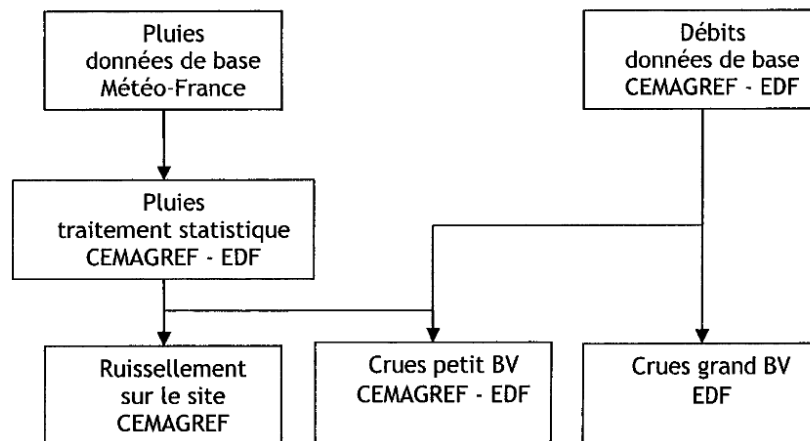 Pluies
données de base
Météo-France
Débits
données de base
CEMAGREF - EDF
Pluies
traitement statistique
CEMAGREF - EDF
Ruissellement
sur le site
CEMAGREF
Crues petit BV
CEMAGREF - EDF
Crues grand BV
EDF